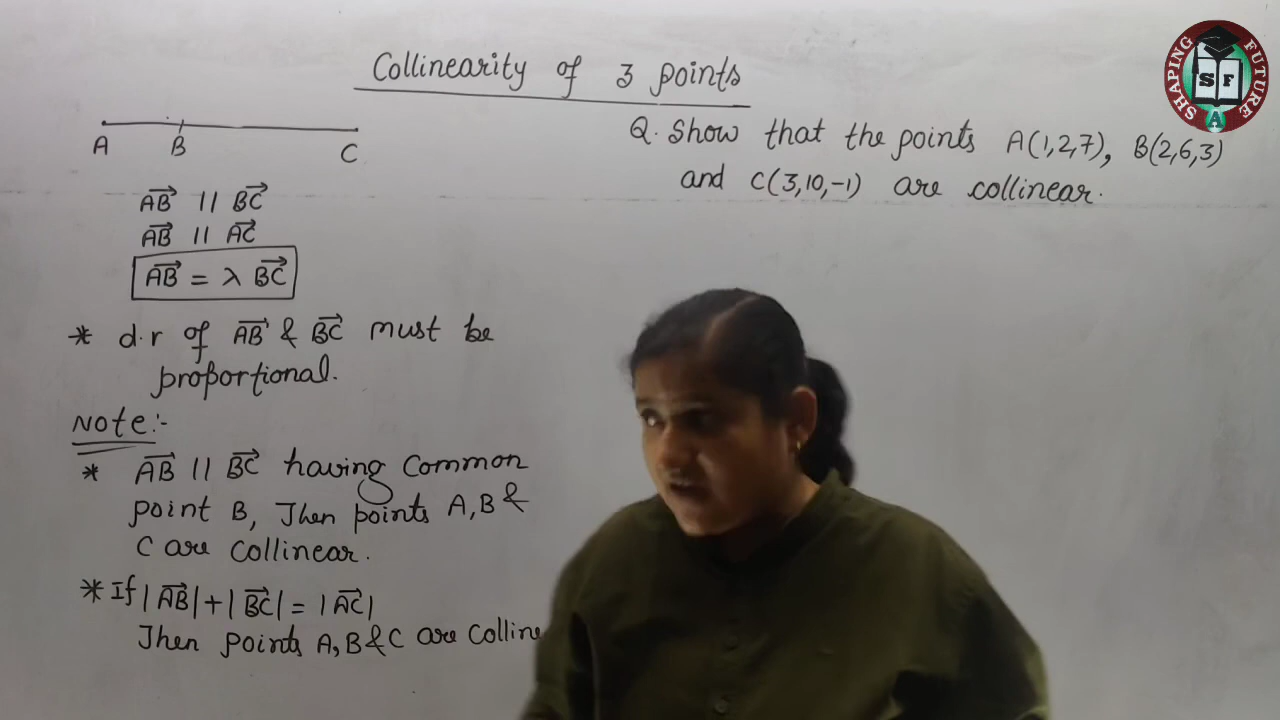 Collinearity of 3 points
A B C
AB || BC
AB || AC
AB = λ BC
* d.r of AB & BC must be
proportional.
Note:-
* AB || BC having common
point B, Then points A, B &
C are collinear.
* If |AB| + |BC| = |AC|
Then points A, B & C are Colline
Q. Show that the points A(1,2,7), B(2,6,3)
and C(3,10,-1) are collinear.
SHAPING FUTURE
S F
A